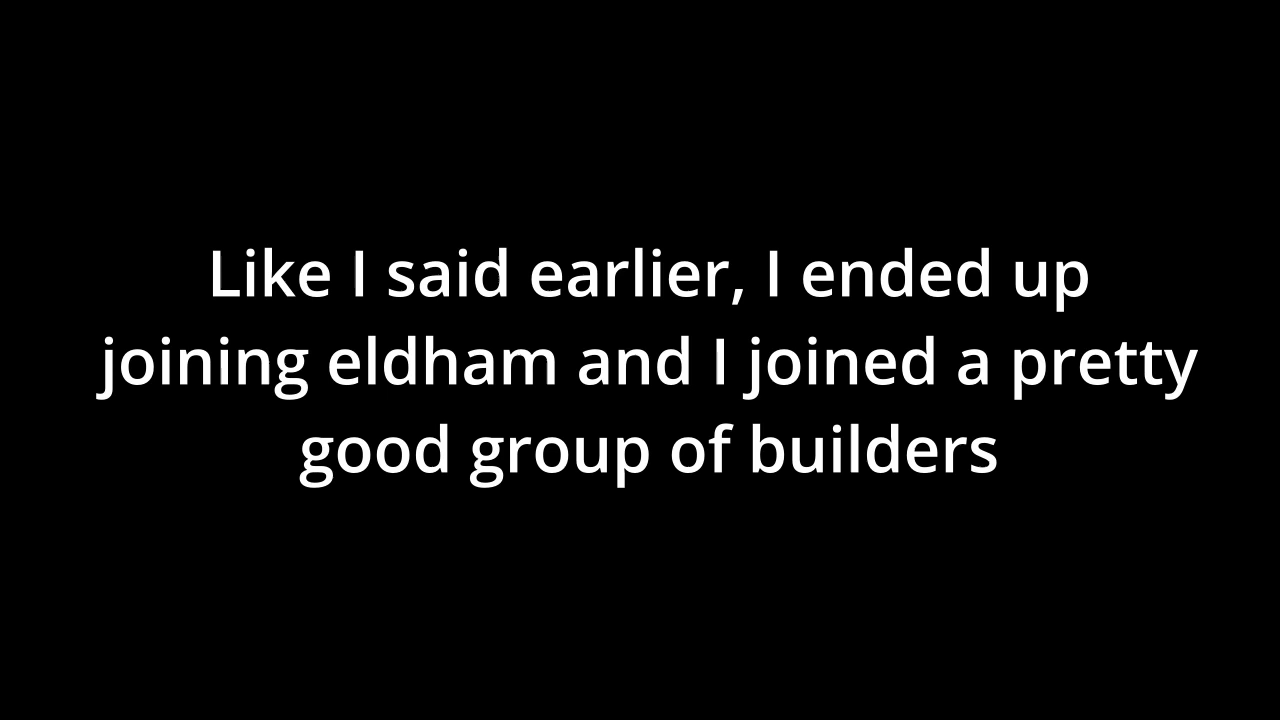 Like I said earlier, I ended up
joining eldham and I joined a pretty
good group of builders